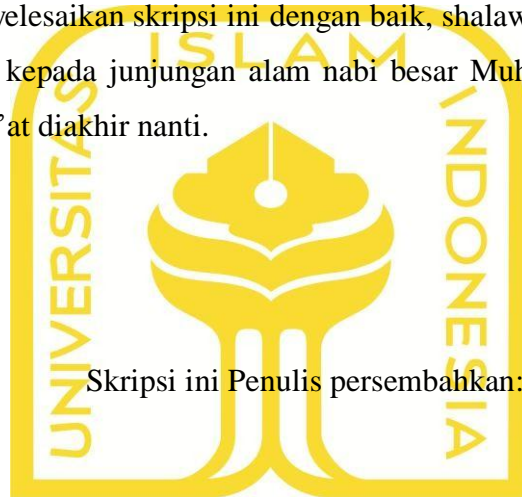 yelesaikan skripsi ini dengan baik, shalaw
kepada junjungan alam nabi besar Muh
'at diakhir nanti.
UNIVERSITAS ISLAM INDONESIA
Skripsi ini Penulis persembahkan: